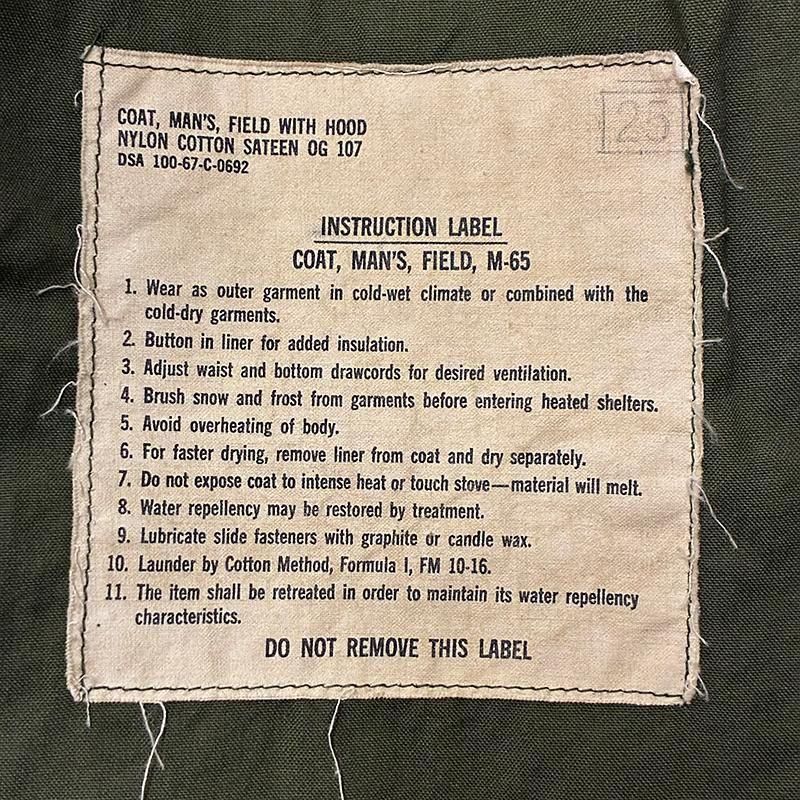 COAT, MAN'S, FIELD WITH HOOD
NYLON COTTON SATEEN OG 107
DSA 100-67-C-0692
25
INSTRUCTION LABEL
COAT, MAN'S, FIELD, M-65
1. Wear as outer garment in cold-wet climate or combined with the
cold-dry garments.
2. Button in liner for added insulation.
3. Adjust waist and bottom drawcords for desired ventilation.
4. Brush snow and frost from garments before entering heated shelters.
5. Avoid overheating of body.
6. For faster drying, remove liner from coat and dry separately.
7. Do not expose coat to intense heat or touch stove—material will melt.
8. Water repellency may be restored by treatment.
9. Lubricate slide fasteners with graphite or candle wax.
10. Launder by Cotton Method, Formula I, FM 10-16.
11. The item shall be retreated in order to maintain its water repellency
characteristics.
DO NOT REMOVE THIS LABEL